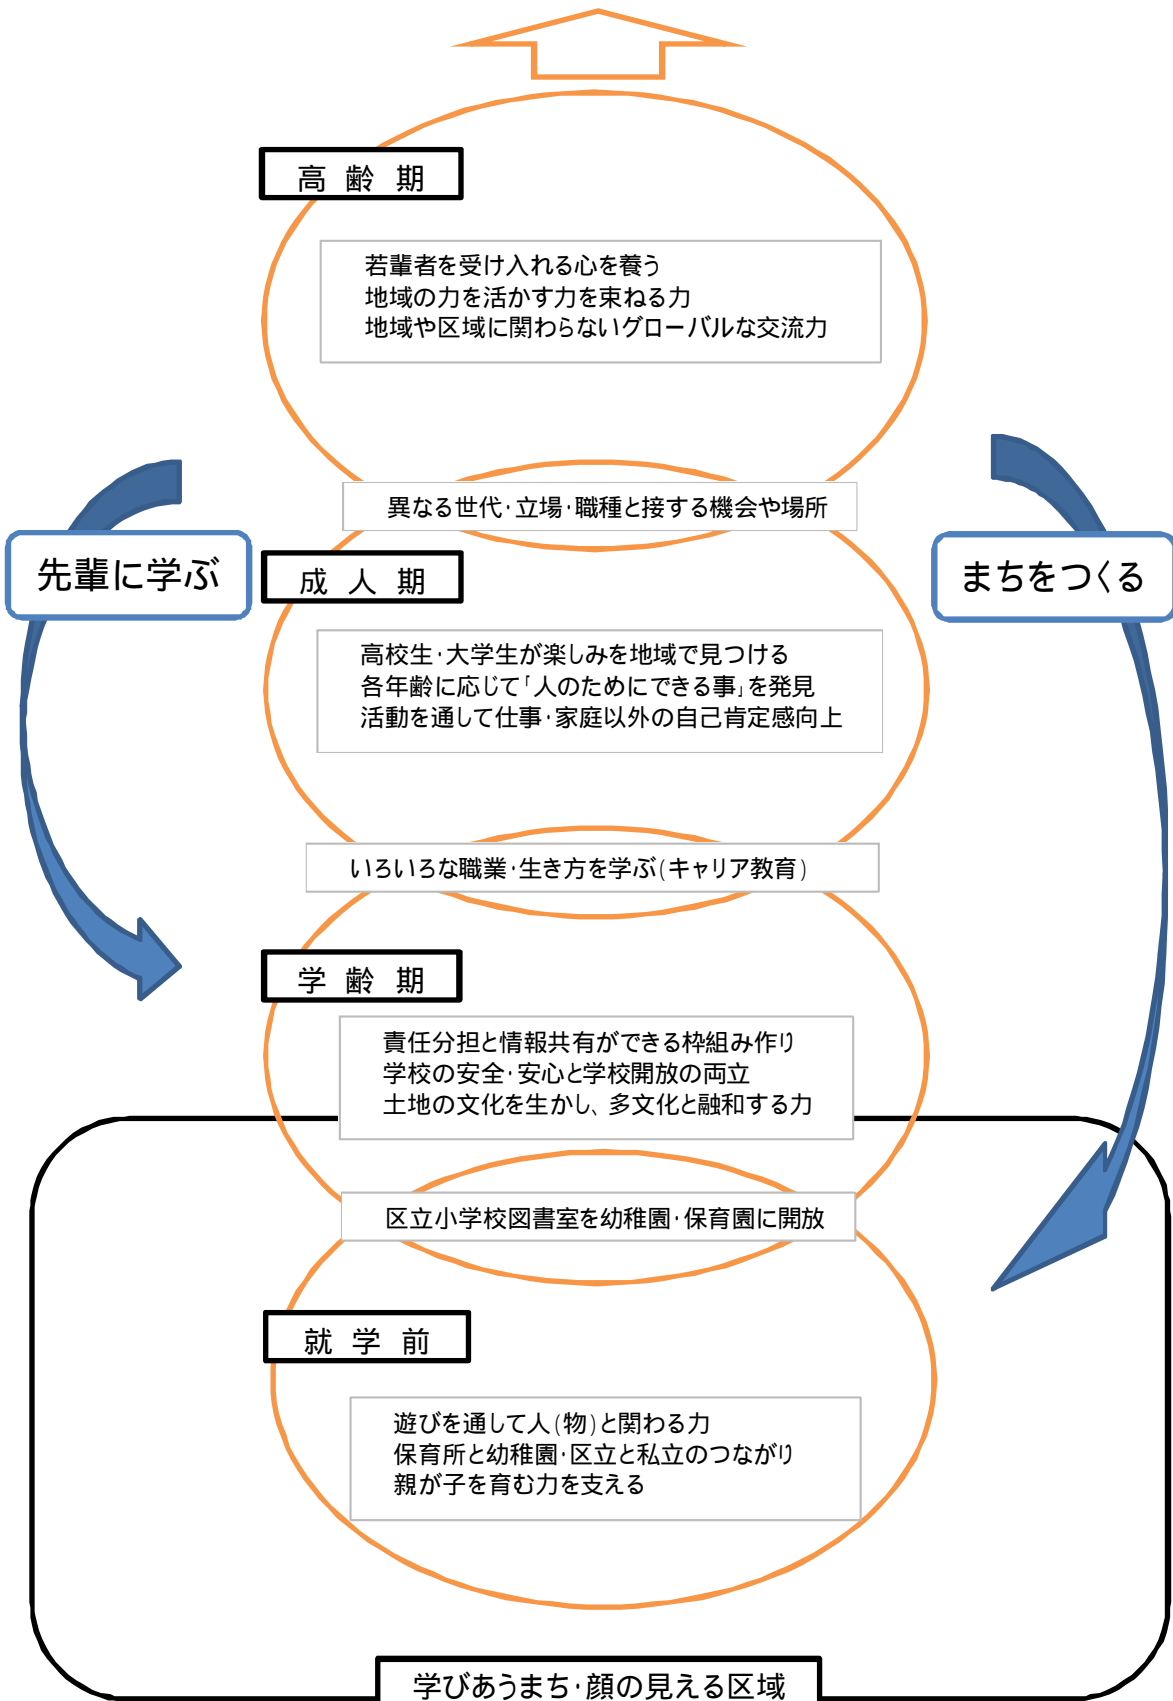 高齢期
若輩者を受け入れる心を養う
地域の力を活かす力を束ねる力
地域や区域に関わらないグローバルな交流力
異なる世代・立場・職種と接する機会や場所
先輩に学ぶ
まちをつくる
成人期
高校生・大学生が楽しみを地域で見つける
各年齢に応じて「人のためにできる事」を発見
活動を通して仕事・家庭以外の自己肯定感向上
いろいろな職業・生き方を学ぶ(キャリア教育)
学齢期
責任分担と情報共有ができる枠組み作り
学校の安全・安心と学校開放の両立
土地の文化を生かし、多文化と融和する力
区立小学校図書室を幼稚園・保育園に開放
就学前
遊びを通して人(物)と関わる力
保育所と幼稚園・区立と私立のつながり
親が子を育む力を支える
学びあうまち・顔の見える区域